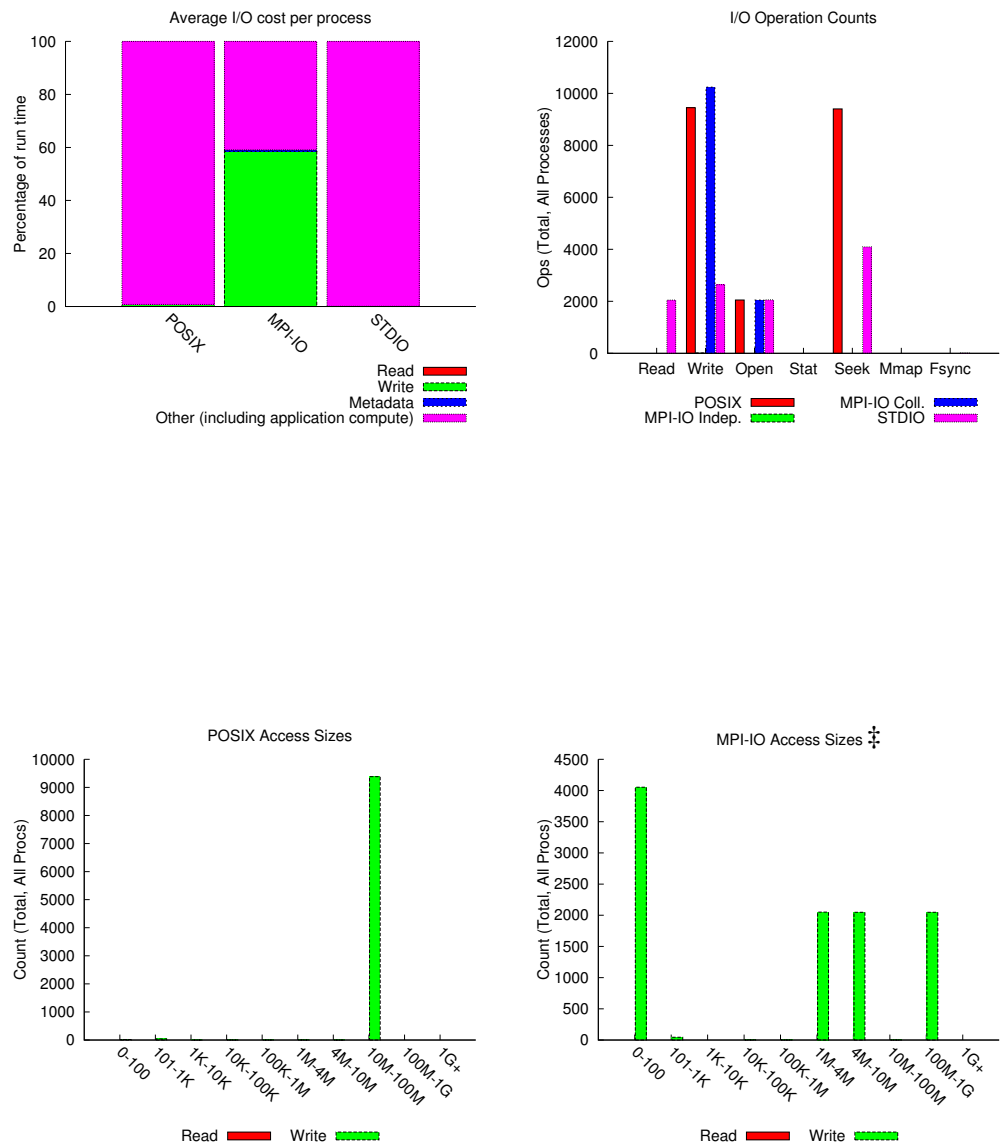 Average I/O cost per process
100
80
60
40
20
0
Percentage of run time
POSIX
MPI-IO
STDIO
Read
Write
Metadata
Other (including application compute)
I/O Operation Counts
12000
10000
8000
6000
4000
2000
0
Ops (Total, All Processes)
Read Write Open Stat Seek Mmap Fsync
POSIX MPI-IO Coll.
MPI-IO Indep. STDIO
POSIX Access Sizes
10000
9000
8000
7000
6000
5000
4000
3000
2000
1000
0
Count (Total, All Procs)
0-100
101-1K
1K-10K
10K-100K
100K-1M
1M-4M
4M-10M
10M-100M
100M-1G
1G+
Read Write
MPI-IO Access Sizes ‡
4500
4000
3500
3000
2500
2000
1500
1000
500
0
Count (Total, All Procs)
0-100
101-1K
1K-10K
10K-100K
100K-1M
1M-4M
4M-10M
10M-100M
100M-1G
1G+
Read Write